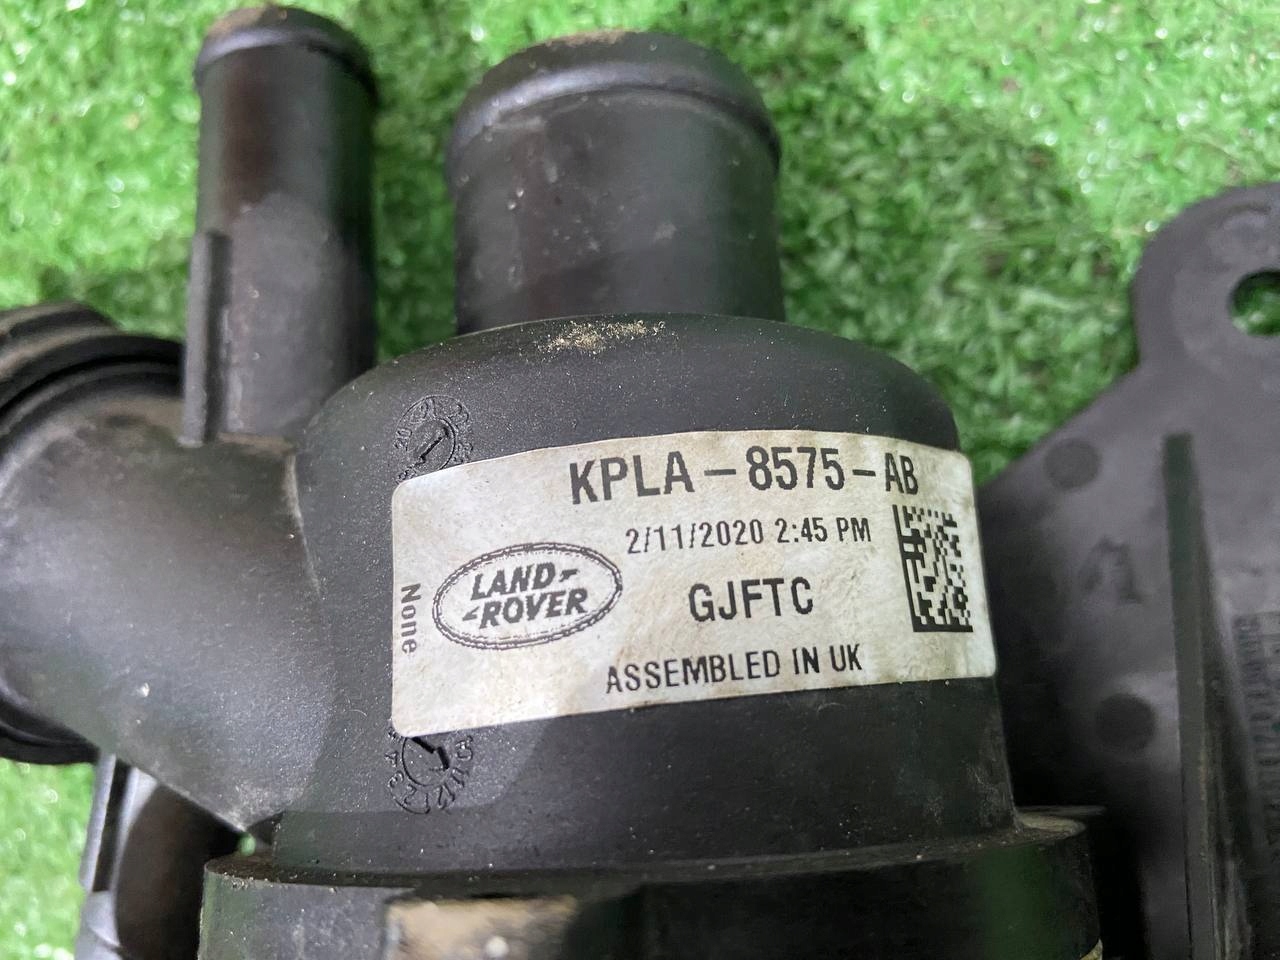 KPLA-8575-AB
2/11/2020 2:45 PM
None
LAND-
-ROVER
GJFTC
ASSEMBLED IN UK